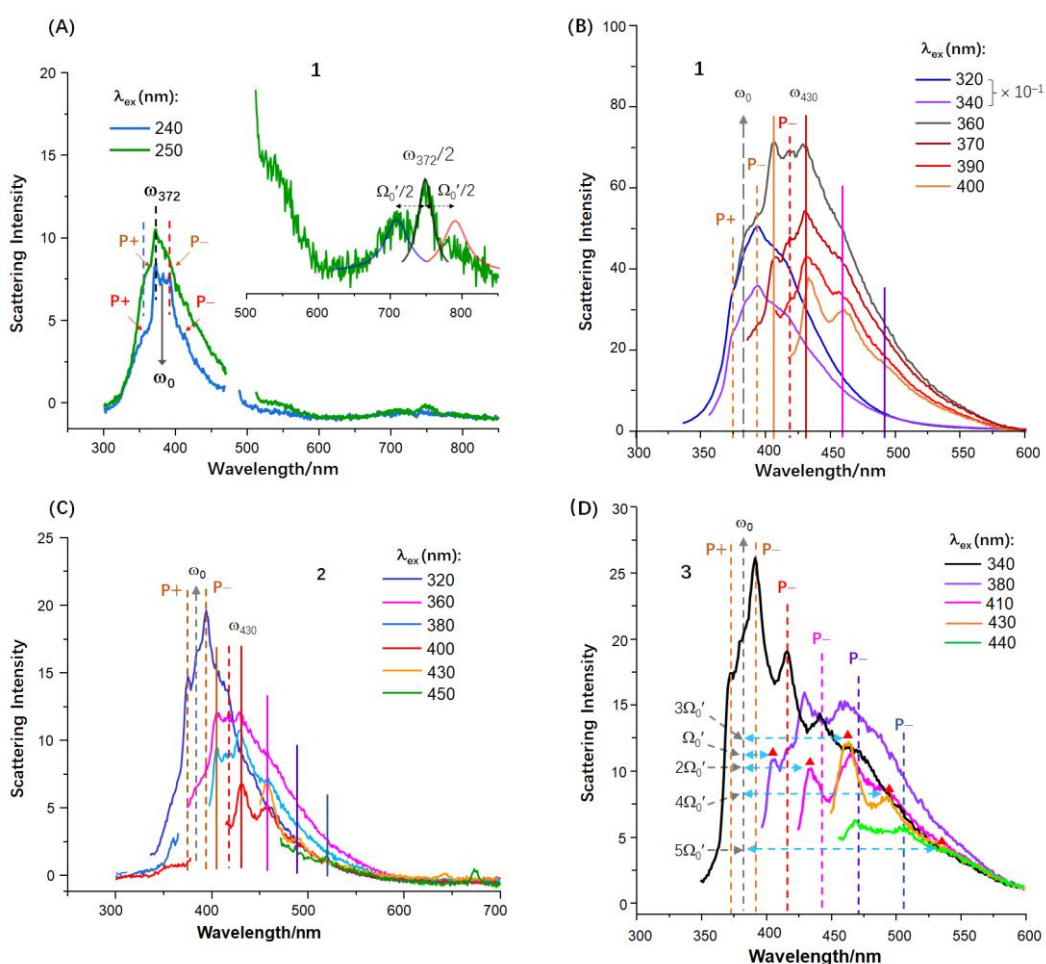 (A)
Scattering Intensity
20
15
10
5
0
1
λex (nm):
240
250
ω372
P+
P−
P+
P−
ω0
ω372/2
Ω0′/2
Ω0′/2
500 600 700 800
300 400 500 600 700 800
Wavelength/nm
(B)
Scattering Intensity
100
80
60
40
20
0
1
λex (nm):
320
340
× 10-1
360
370
390
400
ω0
ω430
P−
P−
P+
300 350 400 450 500 550 600
Wavelength/nm
(C)
Scattering Intensity
25
20
15
10
5
0
2
λex (nm):
320
360
380
400
430
450
ω0
P+
P−
ω430
300 400 500 600 700
Wavelength/nm
(D)
Scattering Intensity
30
25
20
15
10
5
0
3
λex (nm):
340
380
410
430
440
ω0
P+
P−
P−
P−
P−
P−
3Ω0′
Ω0′
2Ω0′
4Ω0′
5Ω0′
350 400 450 500 550 600
Wavelength/nm